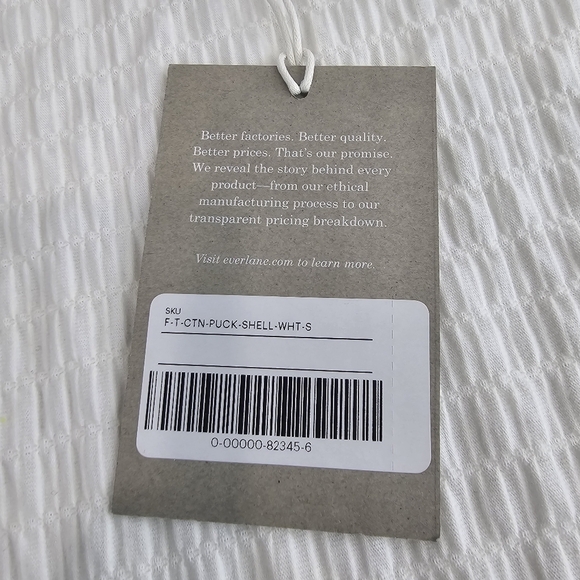 Better factories. Better quality.
Better prices. That's our promise.
We reveal the story behind every
product—from our ethical
manufacturing process to our
transparent pricing breakdown.
Visit everlane.com to learn more.
SKU
F-T-CTN-PUCK-SHELL-WHT-S
0-00000-82345-6